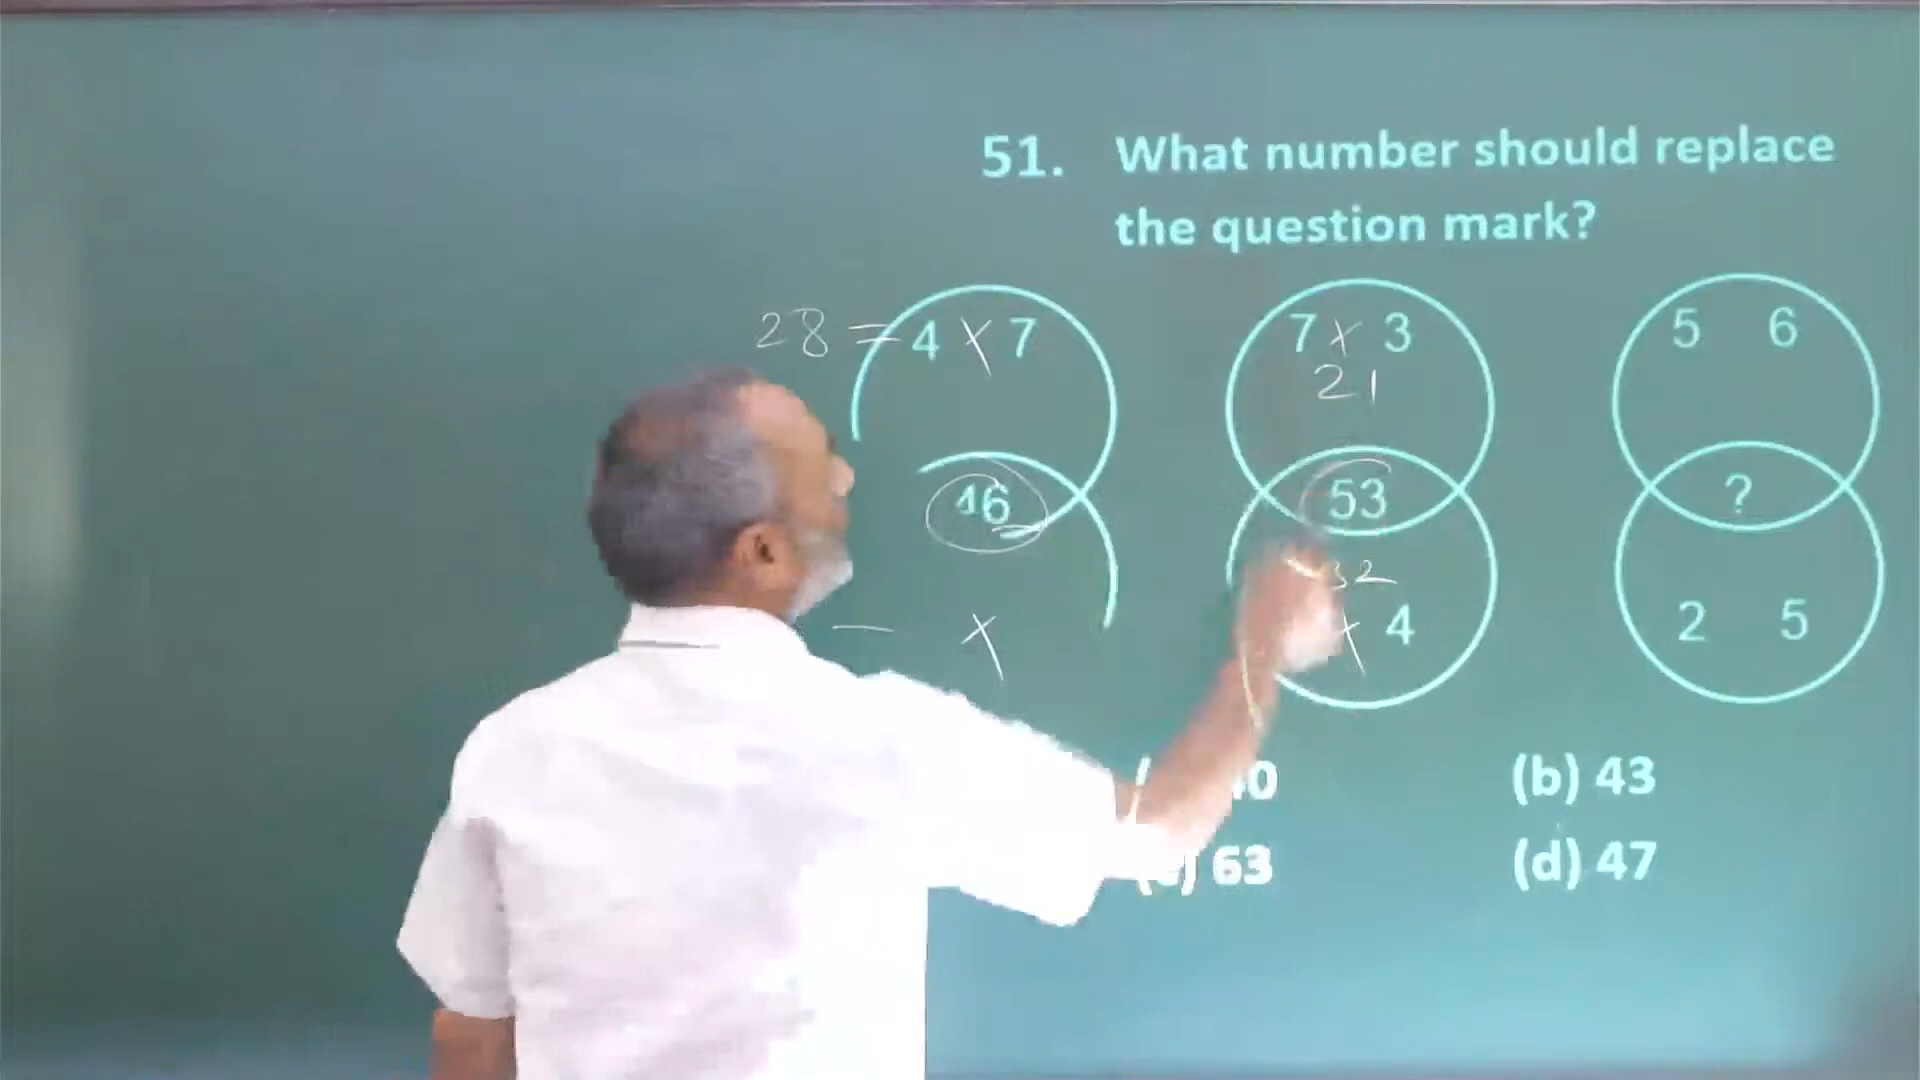 51. What number should replace
the question mark?
28 = 4 × 7
7 × 3
5 6
21
46
53
?
32
— ×
× 4
2 5
(b) 43
63
(d) 47